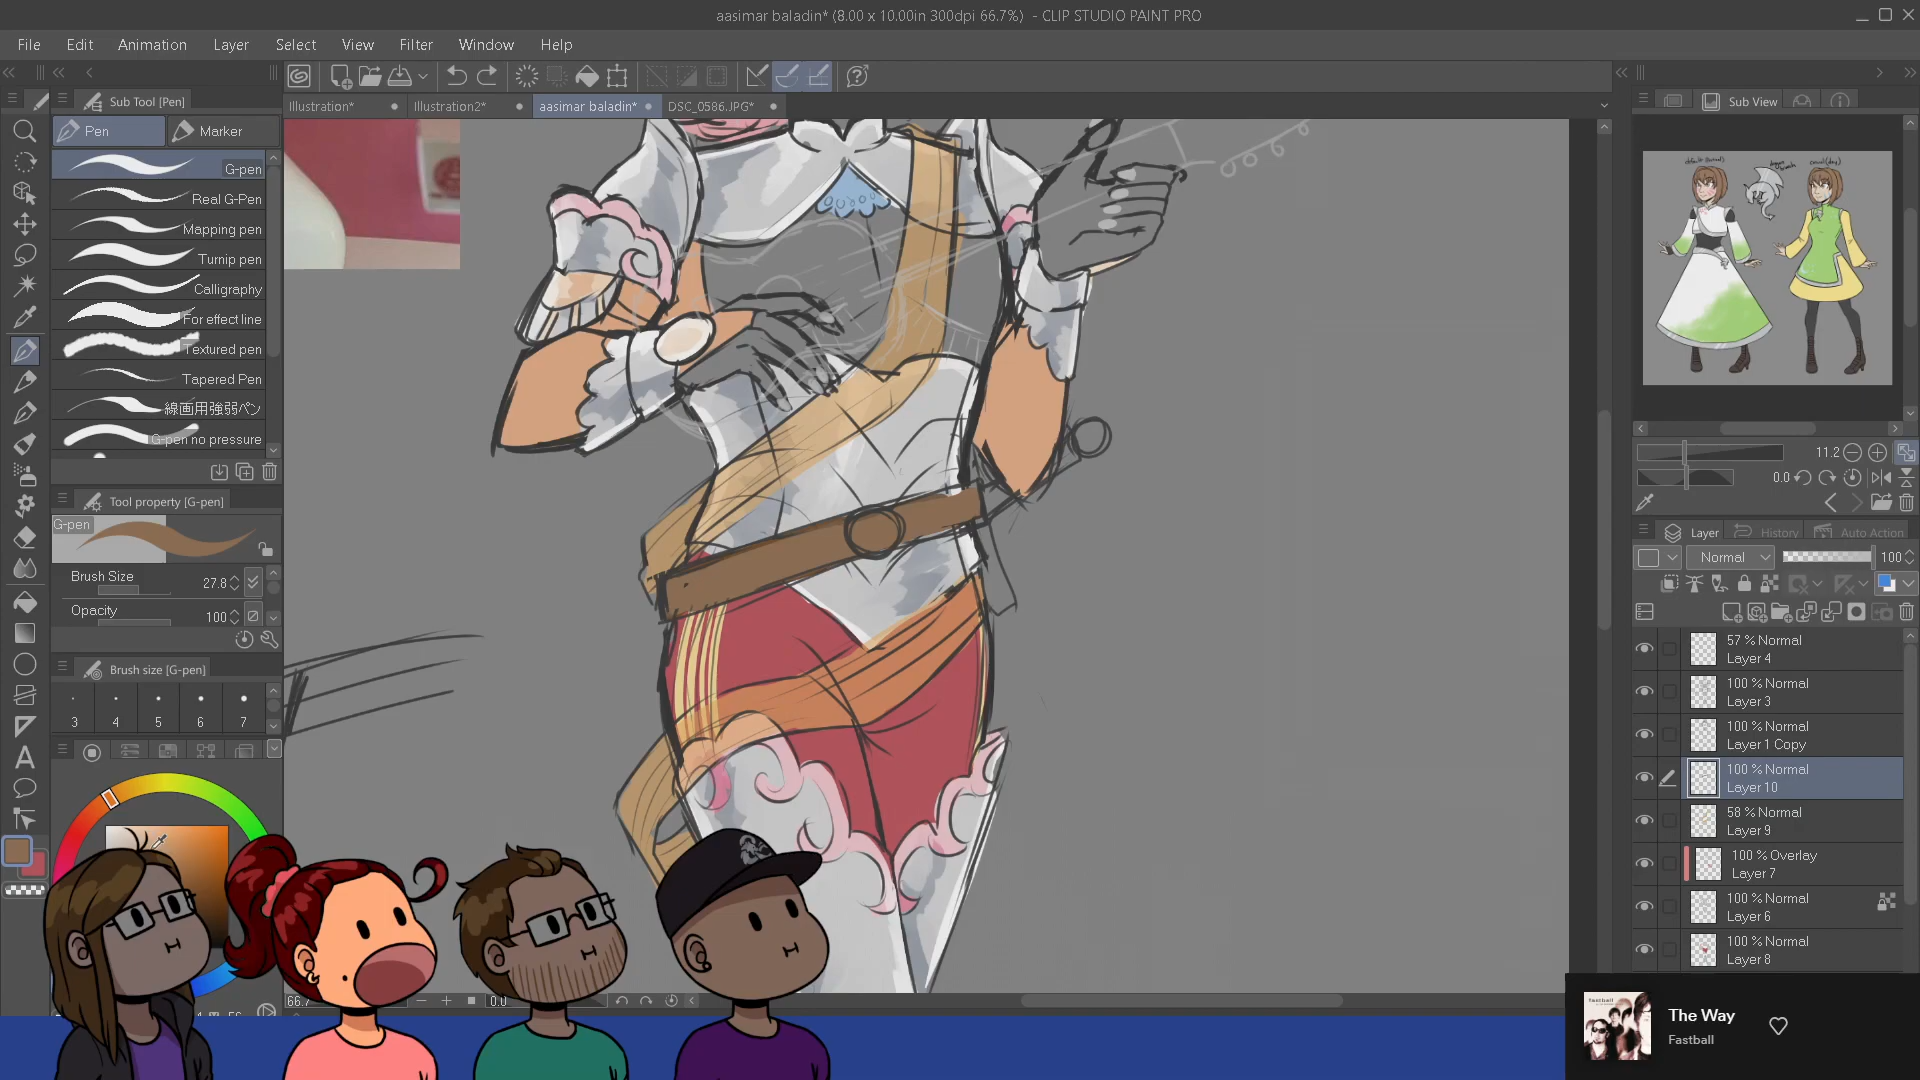 aasimar baladin* (8.00 x 10.00in 300dpi 66.7%) - CLIP STUDIO PAINT PRO
File Edit Animation Layer Select View Filter Window Help
Sub Tool [Pen]
Pen Marker
G-pen
Real G-Pen
Mapping pen
Turnip pen
Calligraphy
For effect line
Textured pen
Tapered Pen
線画用強弱ペン
G-pen no pressure
Tool property [G-pen]
G-pen
Brush Size 27.8
Opacity 100
Brush size [G-pen]
3 4 5 6 7
Illustration* Illustration2* aasimar baladin* DSC_0586.JPG*
66.7 0.0
Sub View
11.2
0.0
Layer History Auto Action
Normal 100
57 % Normal
Layer 4
100 % Normal
Layer 3
100 % Normal
Layer 1 Copy
100 % Normal
Layer 10
58 % Normal
Layer 9
100 % Overlay
Layer 7
100 % Normal
Layer 6
100 % Normal
Layer 8
The Way
Fastball